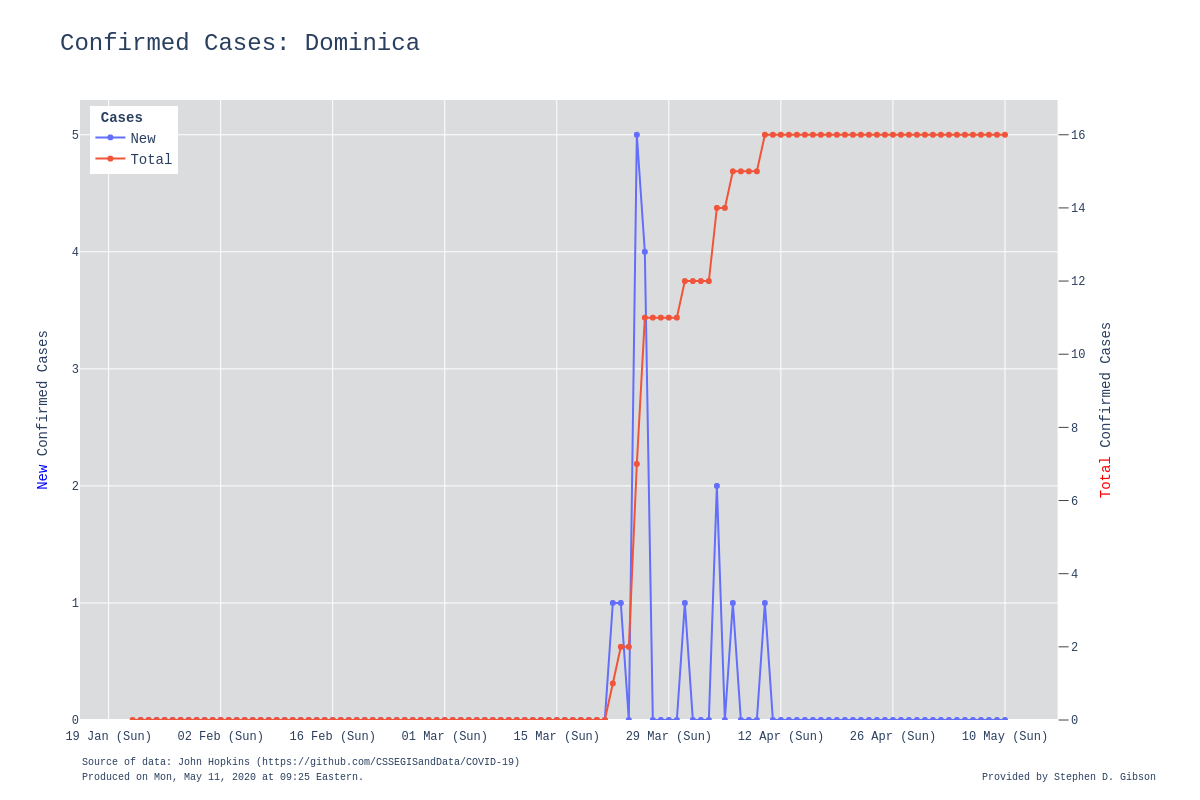 Confirmed Cases: Dominica
Cases
New
Total
5
4
3
2
1
0
New Confirmed Cases
16
14
12
10
8
6
4
2
0
Total Confirmed Cases
19 Jan (Sun) 02 Feb (Sun) 16 Feb (Sun) 01 Mar (Sun) 15 Mar (Sun) 29 Mar (Sun) 12 Apr (Sun) 26 Apr (Sun) 10 May (Sun)
Source of data: John Hopkins (https://github.com/CSSEGISandData/COVID-19)
Produced on Mon, May 11, 2020 at 09:25 Eastern.
Provided by Stephen D. Gibson